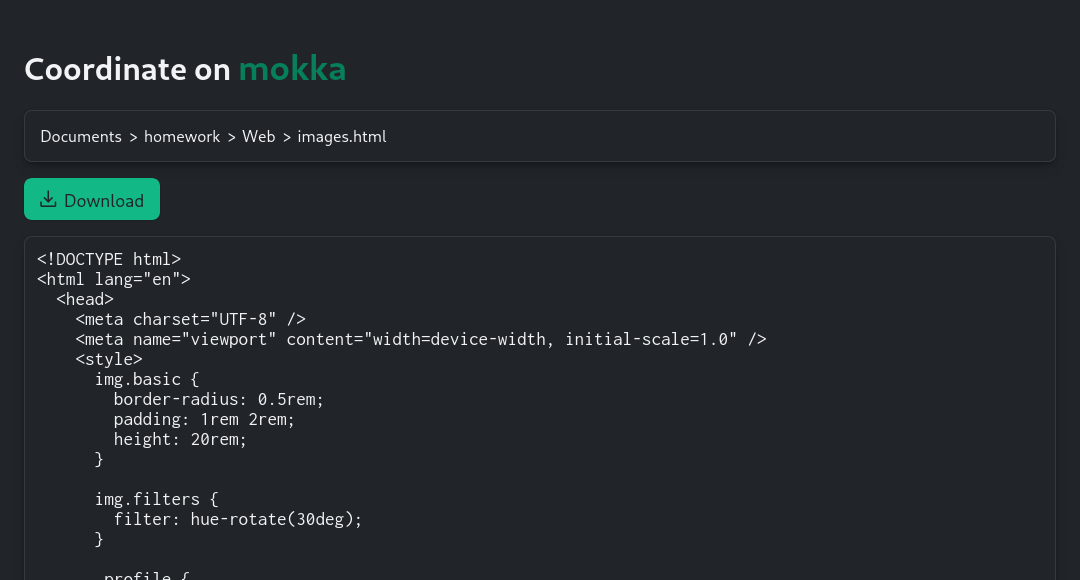 Coordinate on mokka
Documents > homework > Web > images.html
Download
<!DOCTYPE html>
<html lang="en">
  <head>
    <meta charset="UTF-8" />
    <meta name="viewport" content="width=device-width, initial-scale=1.0" />
    <style>
      img.basic {
        border-radius: 0.5rem;
        padding: 1rem 2rem;
        height: 20rem;
      }

      img.filters {
        filter: hue-rotate(30deg);
      }

      .profile {